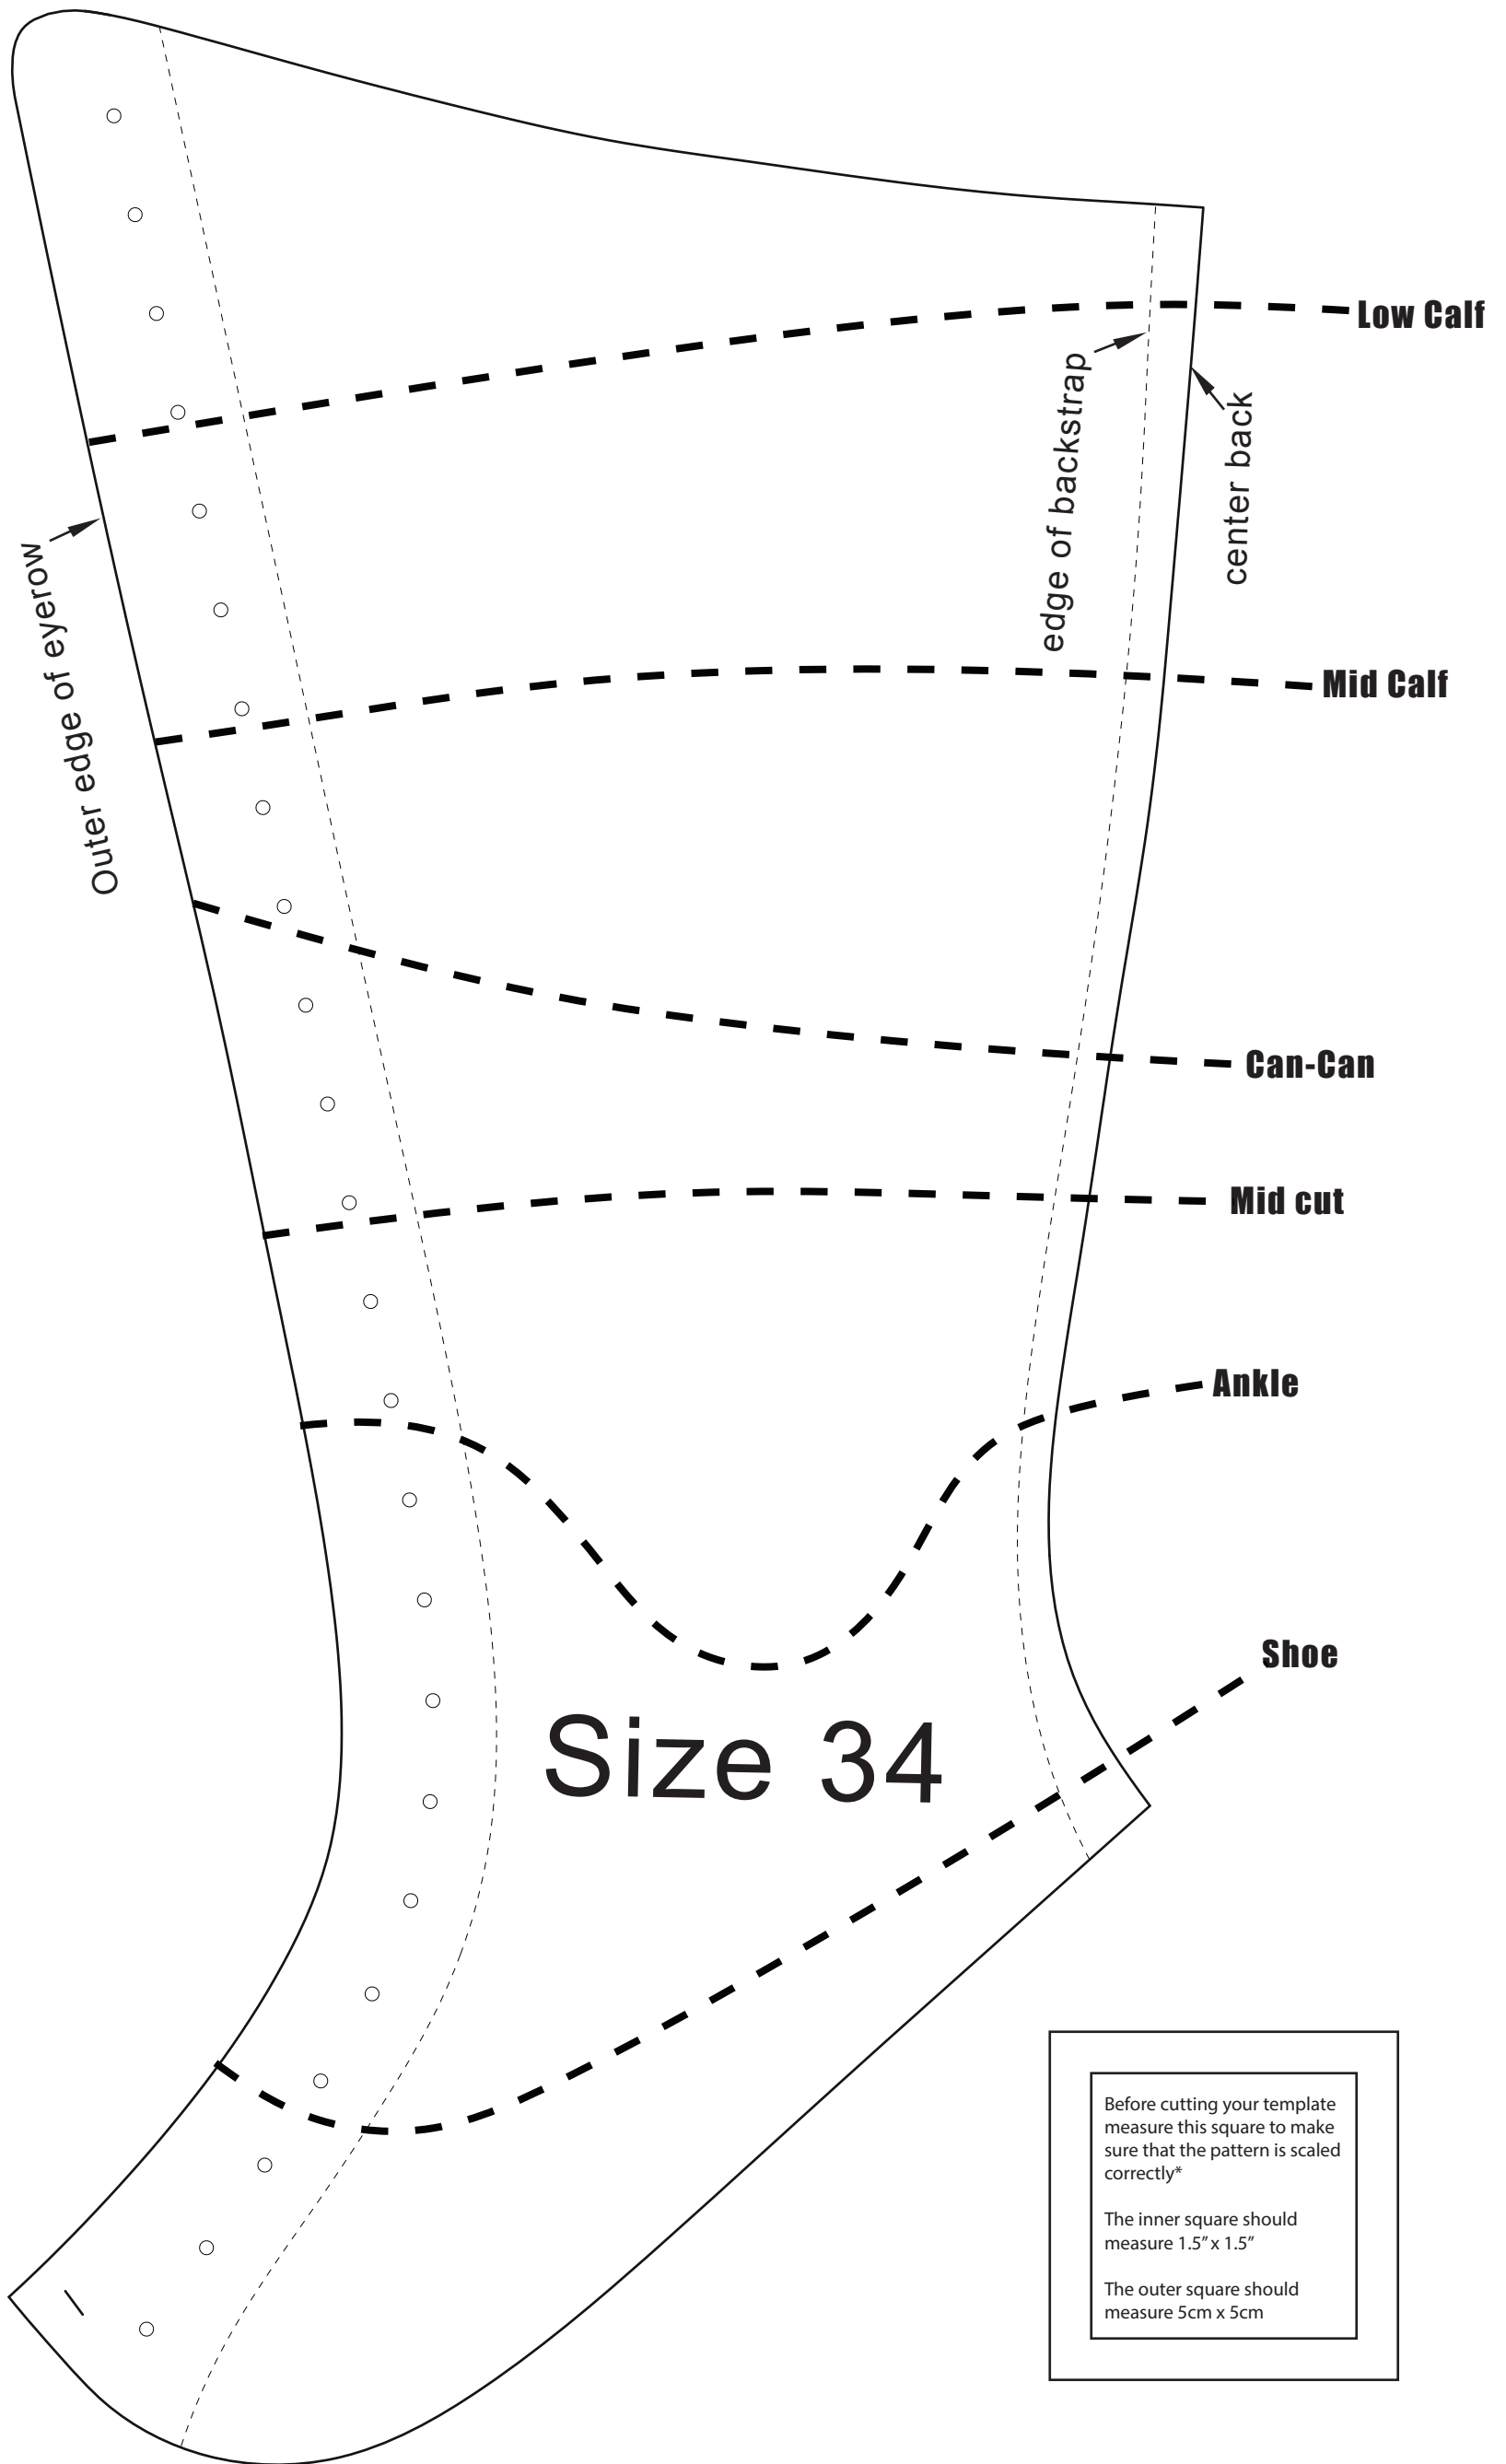 Low Calf
edge of backstrap
center back
Outer edge of eyerow
Mid Calf
Can-Can
Mid cut
Ankle
Shoe
Size 34
Before cutting your template
measure this square to make
sure that the pattern is scaled
correctly*
The inner square should
measure 1.5” x 1.5”
The outer square should
measure 5cm x 5cm